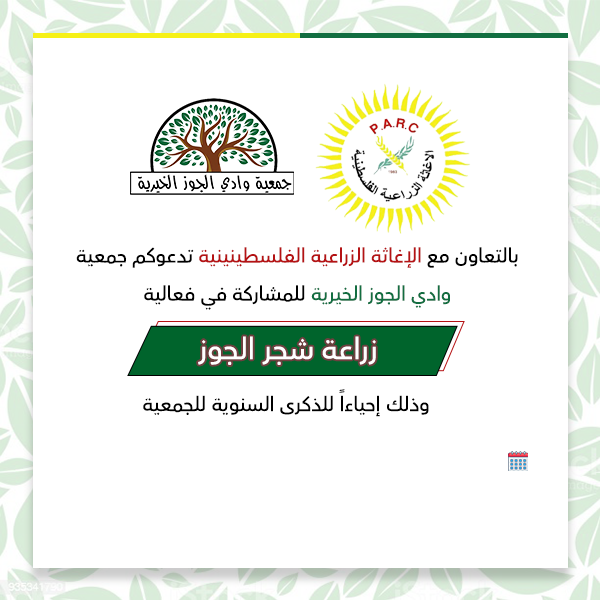 P.A.R.C
الإغاثة الزراعية الفلسطينية
1983
جمعية وادي الجوز الخيرية
بالتعاون مع الإغاثة الزراعية الفلسطينينية تدعوكم جمعية
وادي الجوز الخيرية للمشاركة في فعالية
زراعة شجر الجوز
وذلك إحياءاً للذكرى السنوية للجمعية